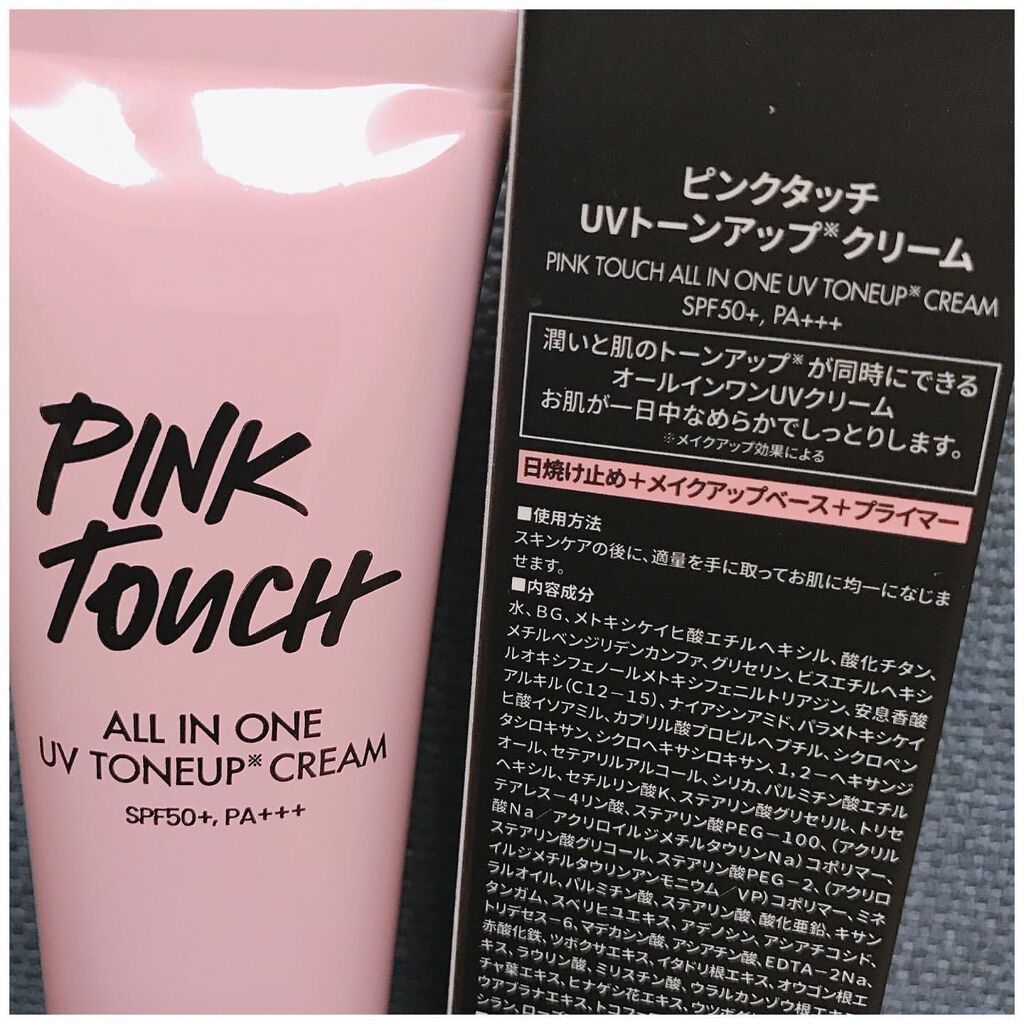 PINK
TOUCH
ALL IN ONE
UV TONEUP※ CREAM
SPF50+, PA+++
ピンクタッチ
UVトーンアップ※クリーム
PINK TOUCH ALL IN ONE UV TONEUP※ CREAM
SPF50+, PA+++
潤いと肌のトーンアップ※が同時にできる
オールインワンUVクリーム
お肌が一日中なめらかでしっとりします。
※メイクアップ効果による
日焼け止め＋メイクアップベース＋プライマー
■使用方法
スキンケアの後に、適量を手に取ってお肌に均一になじま
せます。
■内容成分
水、BG、メトキシケイヒ酸エチルヘキシル、酸化チタン、
メチルベンジリデンカンファ、グリセリン、ビスエチルヘキシ
ルオキシフェノールメトキシフェニルトリアジン、安息香酸
アルキル(C12－15)、ナイアシンアミド、パラメトキシケイ
ヒ酸イソアミル、カプリル酸プロピルヘプチル、シクロペン
タシロキサン、シクロヘキサシロキサン、1,2－ヘキサンジ
オール、セテアリルアルコール、シリカ、パルミチン酸エチル
ヘキシル、セチルリン酸K、ステアリン酸グリセリル、トリセ
テアレス－4リン酸、ステアリン酸PEG－100、(アクリル
酸Na／アクリロイルジメチルタウリンNa)コポリマー、
ステアリン酸グリコール、ステアリン酸PEG－2、(アクリロ
イルジメチルタウリンアンモニウム／VP)コポリマー、ミネ
ラルオイル、パルミチン酸、ステアリン酸、酸化亜鉛、キサン
タンガム、スベリヒユエキス、アデノシン、アシアチコシド、
トリデセス－6、マデカシン酸、アシアチン酸、EDTA－2Na、
赤酸化鉄、ツボクサエキス、イタドリ根エキス、オウゴン根エ
キス、ラウリン酸、ミリスチン酸、ウラルカンゾウ根エキス、
チャ葉エキス、ヒナゲシ花エキス、
ウアブラナエキス、トコフ